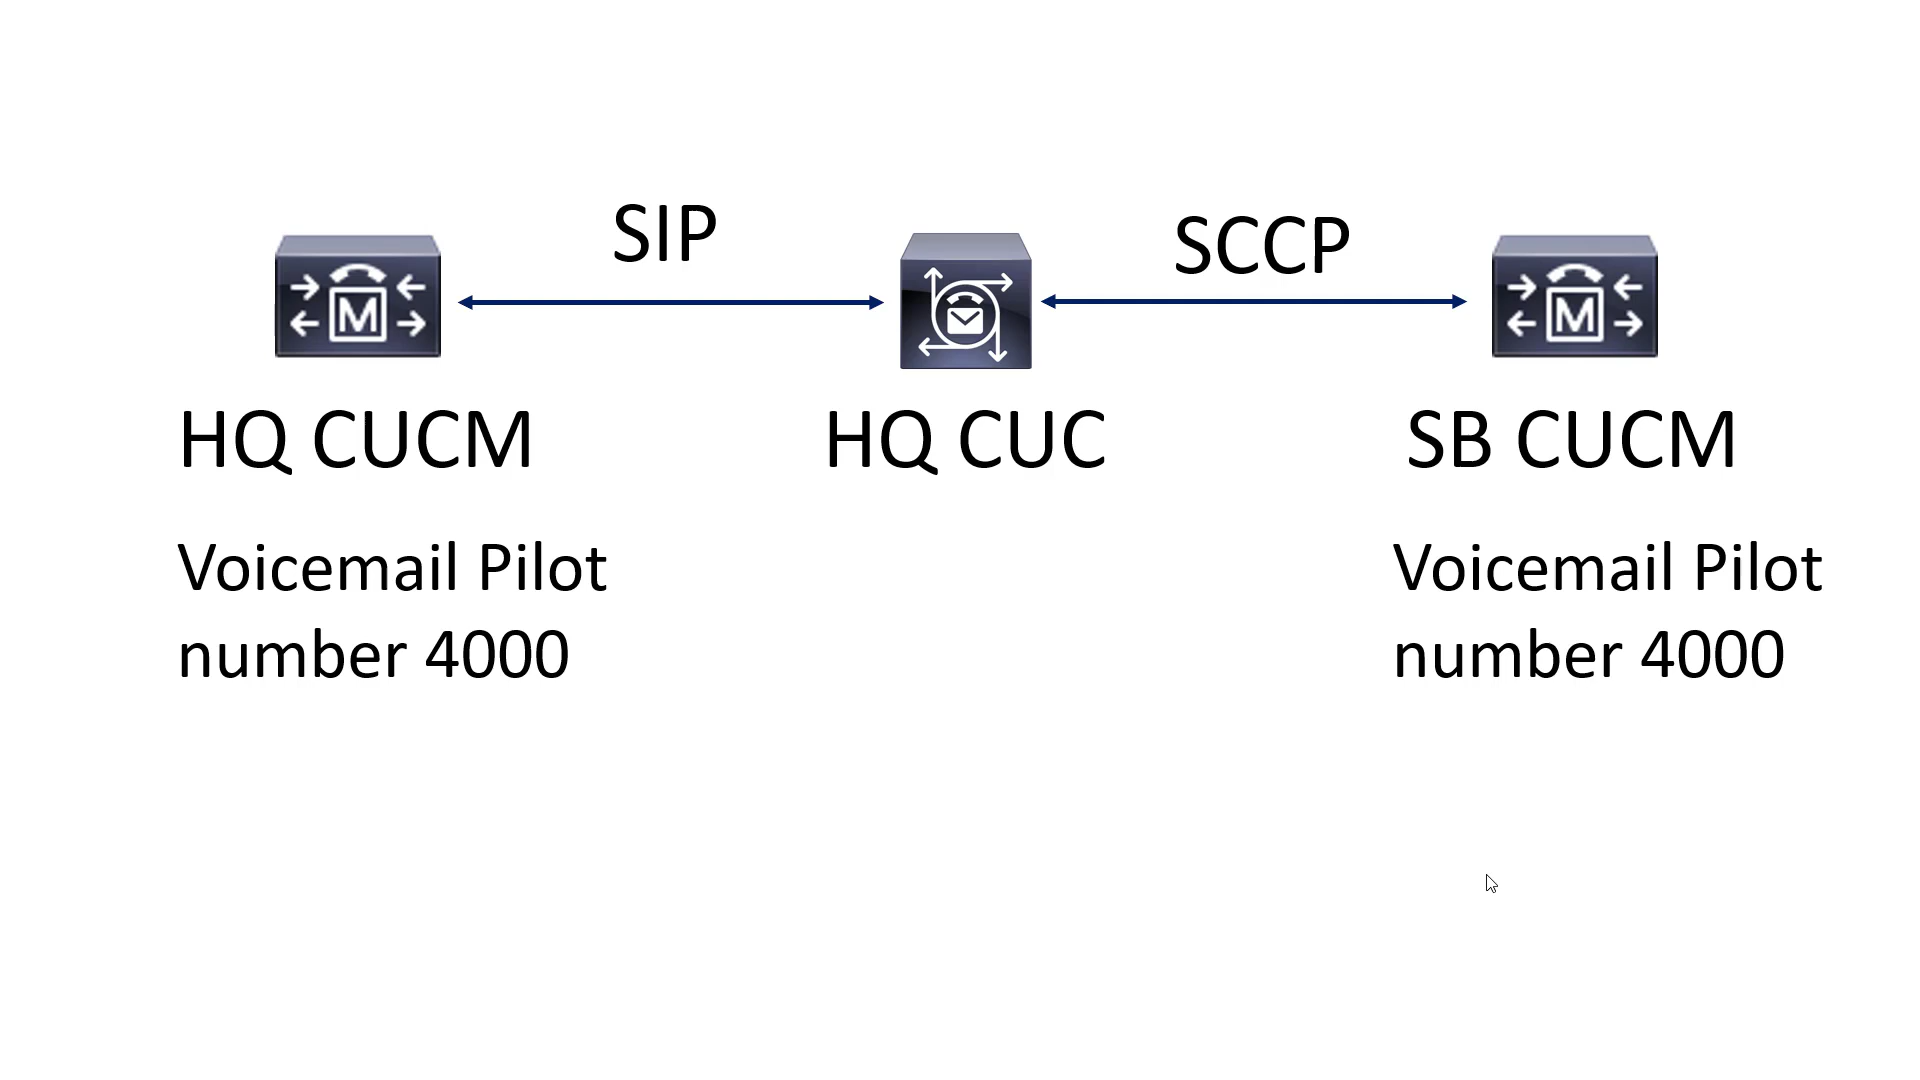 SIP
SCCP
M
M
HQ CUCM
HQ CUC
SB CUCM
Voicemail Pilot
number 4000
Voicemail Pilot
number 4000